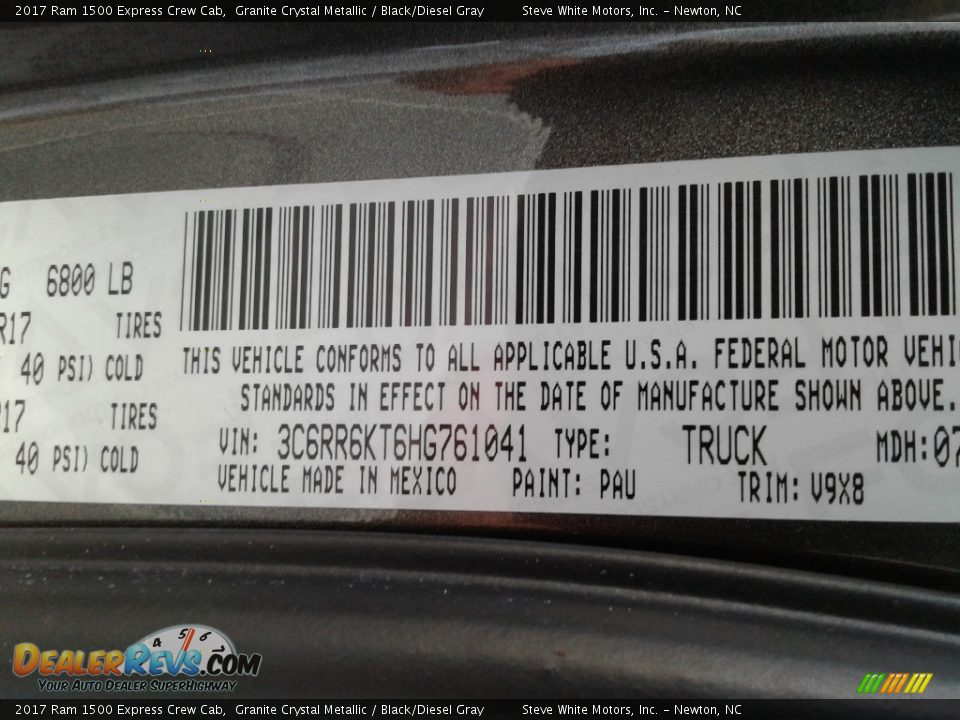 2017 Ram 1500 Express Crew Cab, Granite Crystal Metallic / Black/Diesel Gray Steve White Motors, Inc. – Newton, NC
G 6800 LB
R17 TIRES
40 PSI) COLD
17 TIRES
40 PSI) COLD
THIS VEHICLE CONFORMS TO ALL APPLICABLE U.S.A. FEDERAL MOTOR VEHI
STANDARDS IN EFFECT ON THE DATE OF MANUFACTURE SHOWN ABOVE.
VIN: 3C6RR6KT6HG761041 TYPE: TRUCK MDH:07
VEHICLE MADE IN MEXICO PAINT: PAU TRIM: V9X8
4 5 6
DealerRevs.com
Your Auto Dealer SuperHighway
2017 Ram 1500 Express Crew Cab, Granite Crystal Metallic / Black/Diesel Gray Steve White Motors, Inc. – Newton, NC